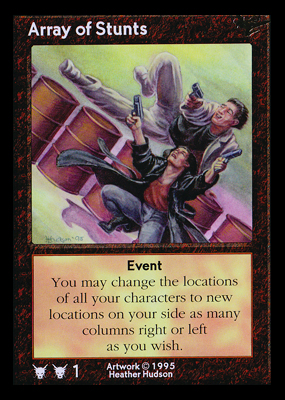 Array of Stunts
Event
You may change the locations
of all your characters to new
locations on your side as many
columns right or left
as you wish.
1
Artwork © 1995
Heather Hudson